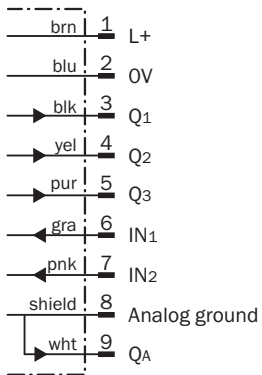 brn 1 L+
blu 2 0V
blk 3 Q1
yel 4 Q2
pur 5 Q3
gra 6 IN1
pnk 7 IN2
shield 8 Analog ground
wht 9 QA